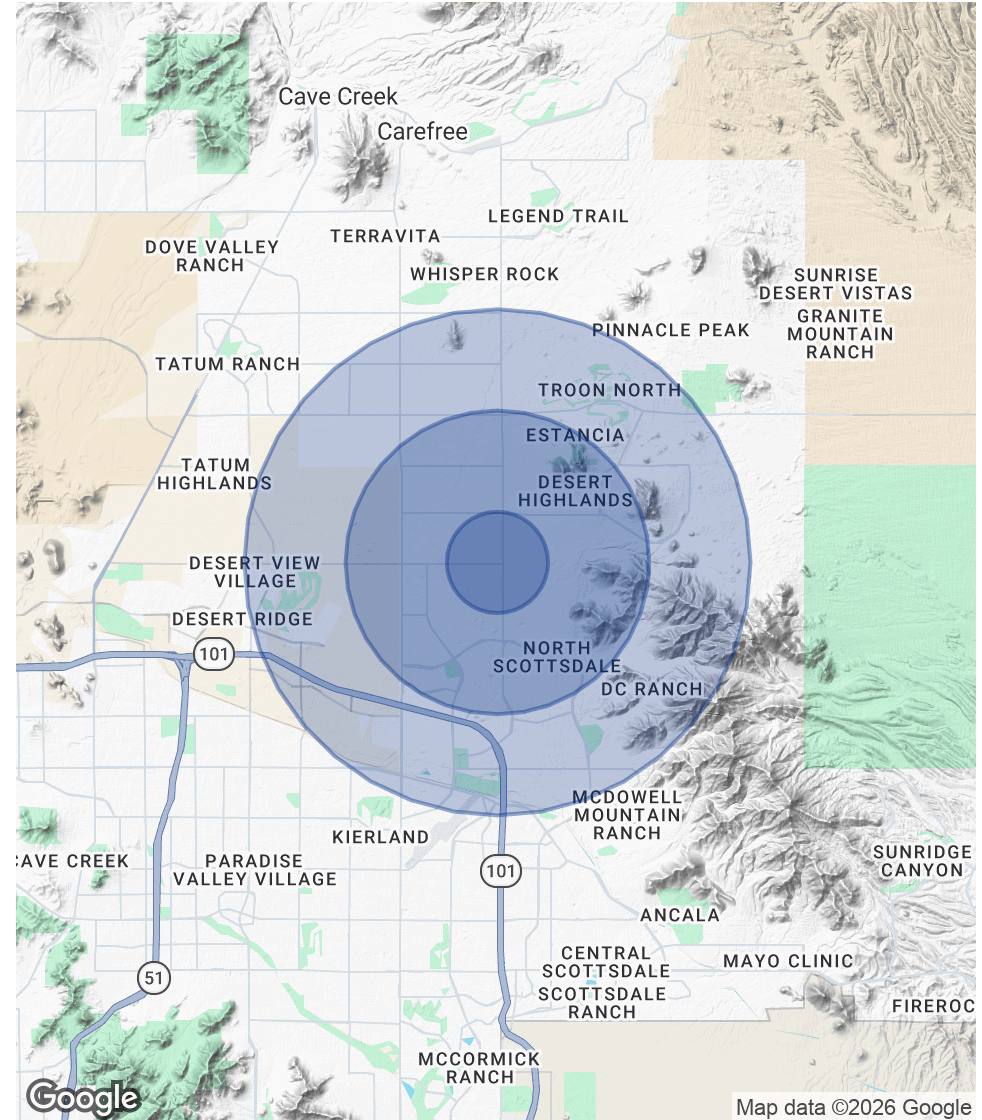 Cave Creek
Carefree
LEGEND TRAIL
TERRAVITA
DOVE VALLEY
RANCH
WHISPER ROCK
SUNRISE
DESERT VISTAS
GRANITE
MOUNTAIN
RANCH
PINNACLE PEAK
TATUM RANCH
TROON NORTH
ESTANCIA
TATUM
HIGHLANDS
DESERT
HIGHLANDS
DESERT VIEW
VILLAGE
DESERT RIDGE
101
NORTH
SCOTTSDALE
DC RANCH
MCDOWELL
MOUNTAIN
RANCH
KIERLAND
CAVE CREEK
PARADISE
VALLEY VILLAGE
101
SUNRIDGE
CANYON
ANCALA
CENTRAL
SCOTTSDALE
MAYO CLINIC
51
SCOTTSDALE
RANCH
FIEROC
MCCORMICK
RANCH
Google
Map data ©2026 Google